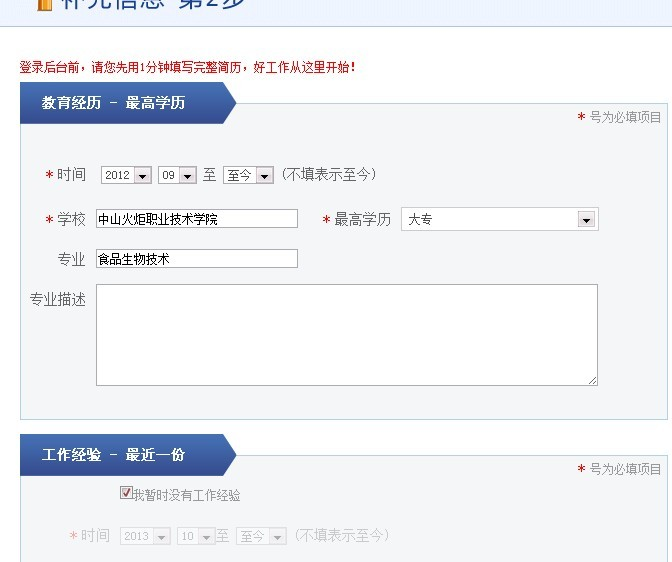 补充信息 第2步
登录后台前，请您先用1分钟填写完整简历，好工作从这里开始！
教育经历 - 最高学历
* 号为必填项目
* 时间 2012 09 至 至今 (不填表示至今)
* 学校 中山火炬职业技术学院 * 最高学历 大专
专业 食品生物技术
专业描述
工作经验 - 最近一份
* 号为必填项目
我暂时没有工作经验
* 时间 2013 10 至 至今 (不填表示至今)